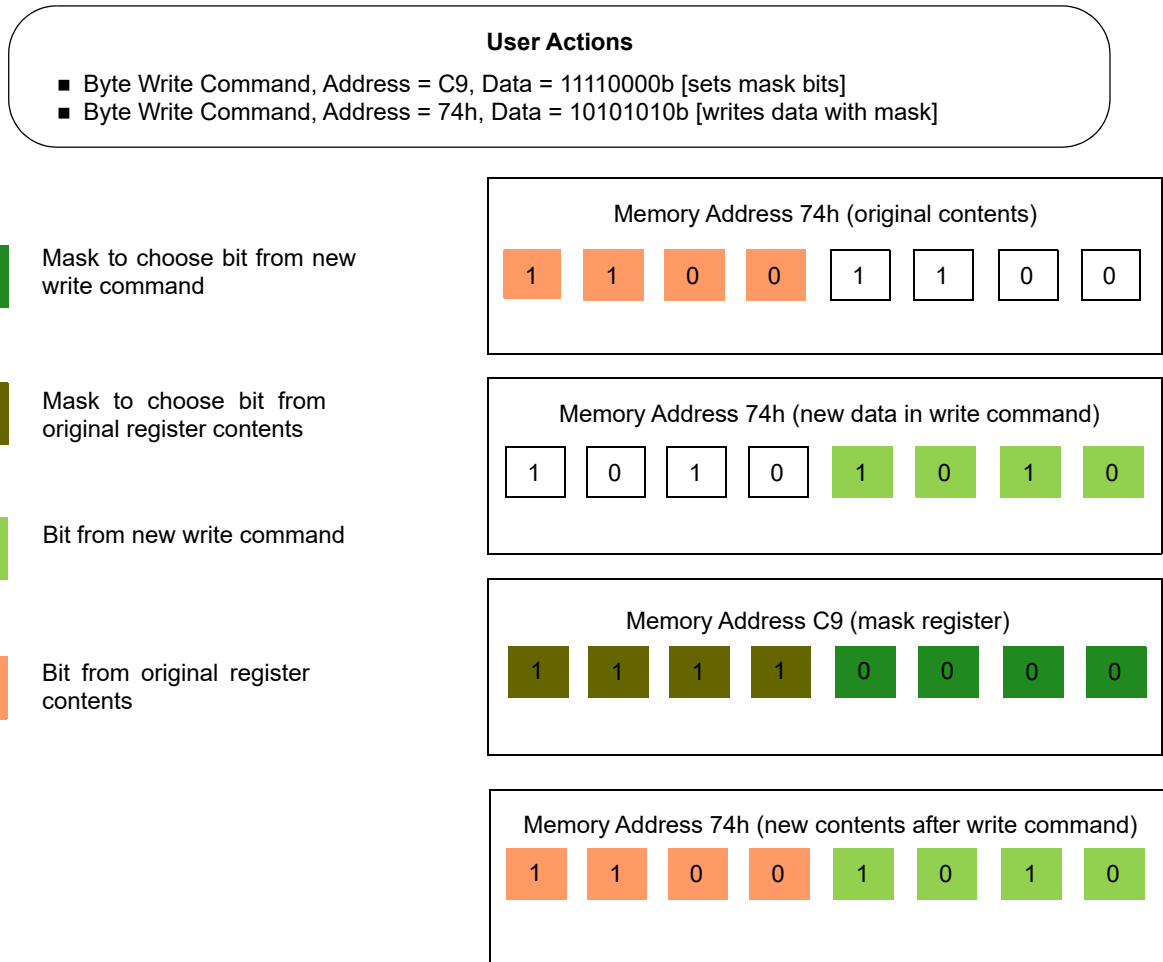 User Actions
■ Byte Write Command, Address = C9, Data = 11110000b [sets mask bits]
■ Byte Write Command, Address = 74h, Data = 10101010b [writes data with mask]
Mask to choose bit from new
write command
Mask to choose bit from
original register contents
Bit from new write command
Bit from original register
contents
Memory Address 74h (original contents)
1 1 0 0 1 1 0 0
Memory Address 74h (new data in write command)
1 0 1 0 1 0 1 0
Memory Address C9 (mask register)
1 1 1 1 0 0 0 0
Memory Address 74h (new contents after write command)
1 1 0 0 1 0 1 0